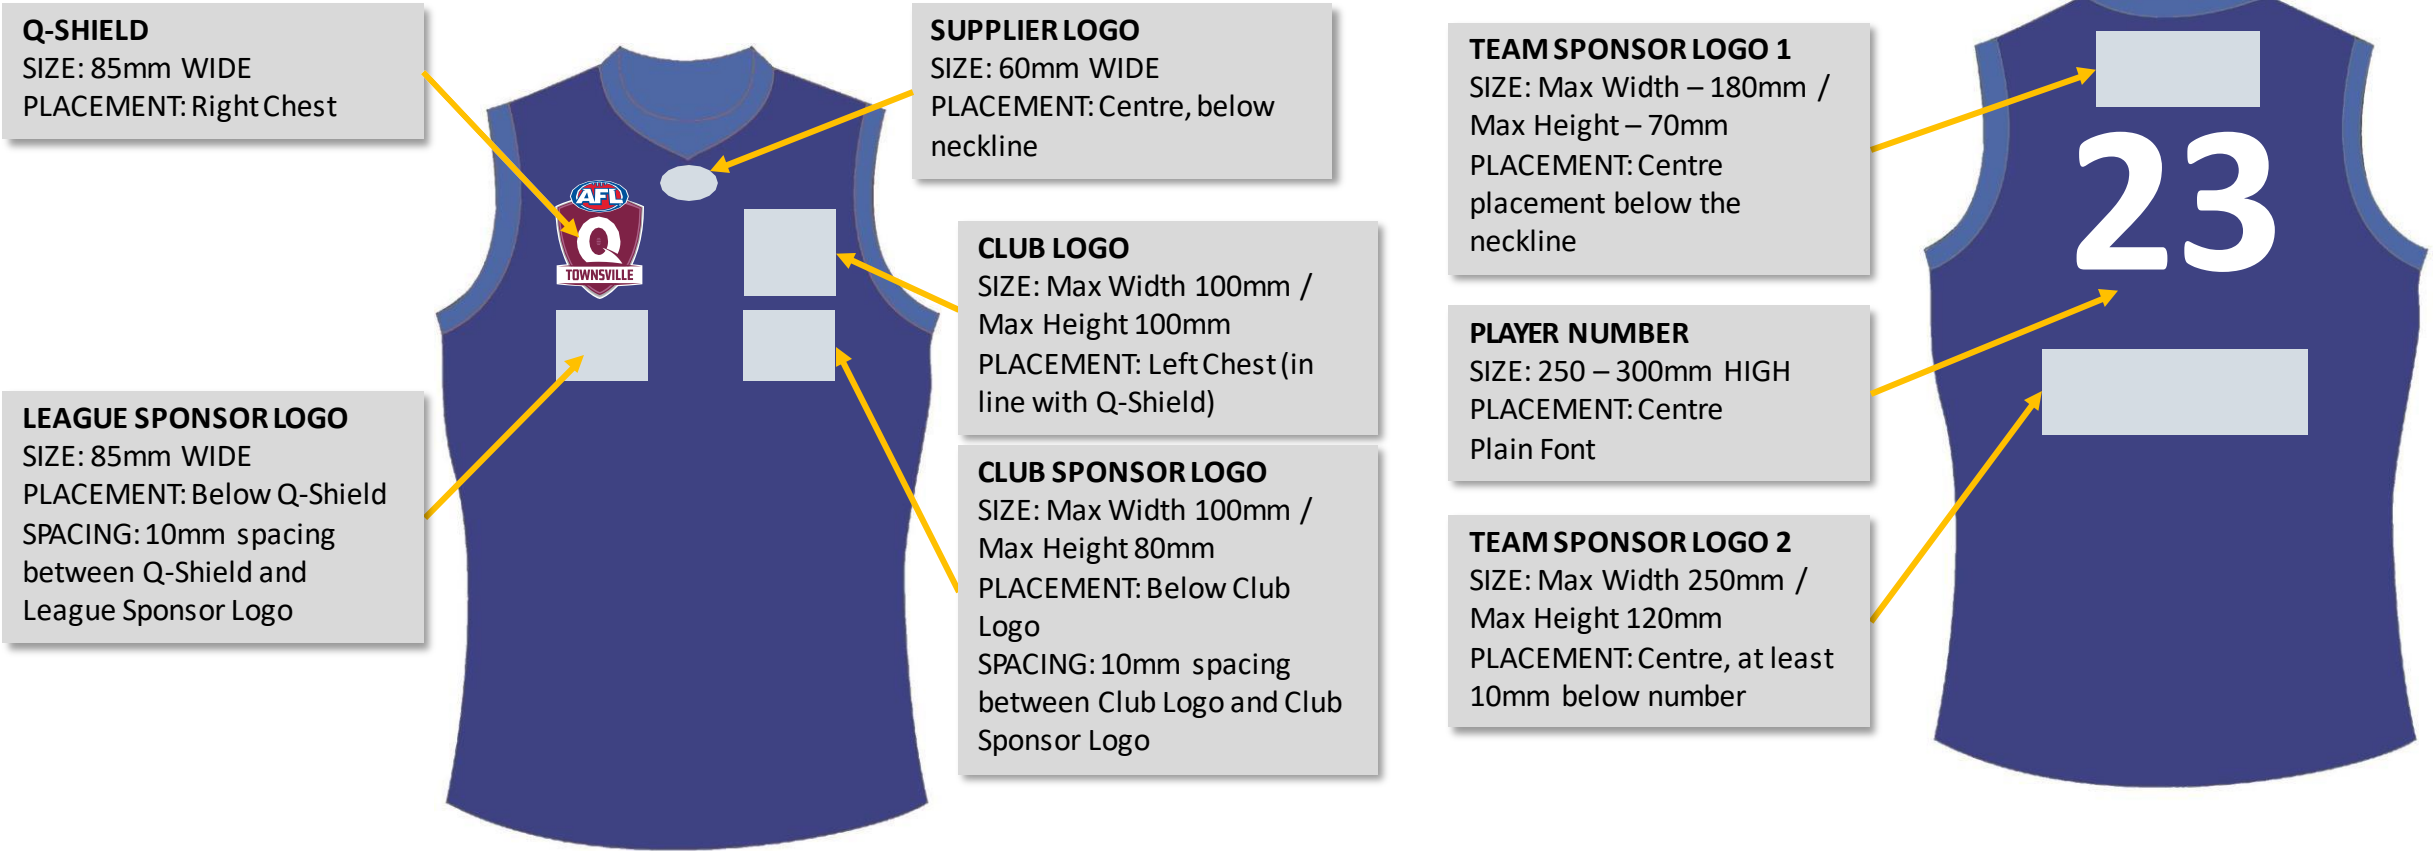 Q-SHIELD
SIZE: 85mm WIDE
PLACEMENT: Right Chest
SUPPLIER LOGO
SIZE: 60mm WIDE
PLACEMENT: Centre, below
neckline
AFL
Q
TOWNSVILLE
CLUB LOGO
SIZE: Max Width 100mm /
Max Height 100mm
PLACEMENT: Left Chest (in
line with Q-Shield)
LEAGUE SPONSOR LOGO
SIZE: 85mm WIDE
PLACEMENT: Below Q-Shield
SPACING: 10mm spacing
between Q-Shield and
League Sponsor Logo
CLUB SPONSOR LOGO
SIZE: Max Width 100mm /
Max Height 80mm
PLACEMENT: Below Club
Logo
SPACING: 10mm spacing
between Club Logo and Club
Sponsor Logo
TEAM SPONSOR LOGO 1
SIZE: Max Width – 180mm /
Max Height – 70mm
PLACEMENT: Centre
placement below the
neckline
23
PLAYER NUMBER
SIZE: 250 – 300mm HIGH
PLACEMENT: Centre
Plain Font
TEAM SPONSOR LOGO 2
SIZE: Max Width 250mm /
Max Height 120mm
PLACEMENT: Centre, at least
10mm below number